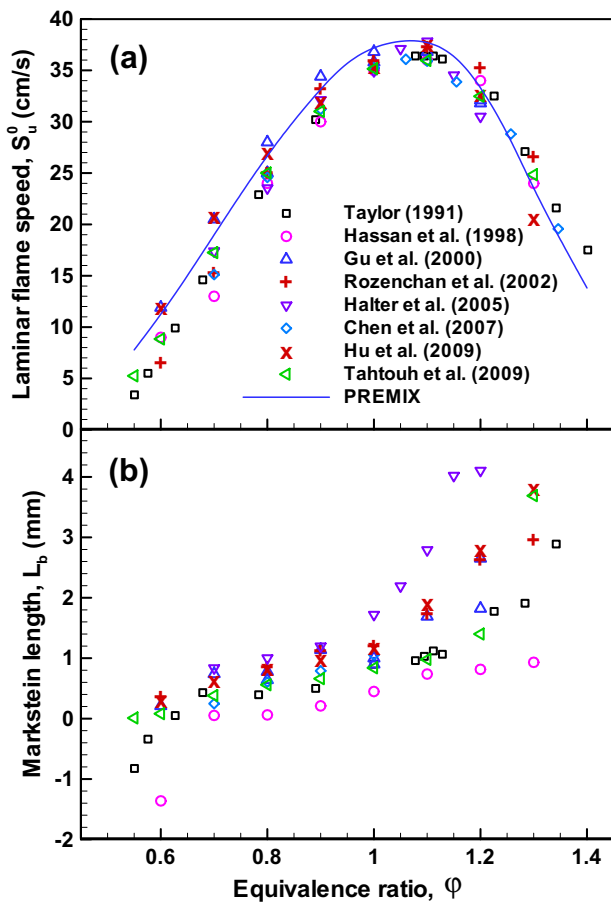 40
35
30
25
20
15
10
5
0
Laminar flame speed, S_u^0 (cm/s)
(a)
Taylor (1991)
Hassan et al. (1998)
Gu et al. (2000)
Rozenchan et al. (2002)
Halter et al. (2005)
Chen et al. (2007)
Hu et al. (2009)
Tahtouh et al. (2009)
PREMIX
(b)
4
3
2
1
0
-1
-2
Markstein length, L_b (mm)
0.6 0.8 1 1.2 1.4
Equivalence ratio, φ